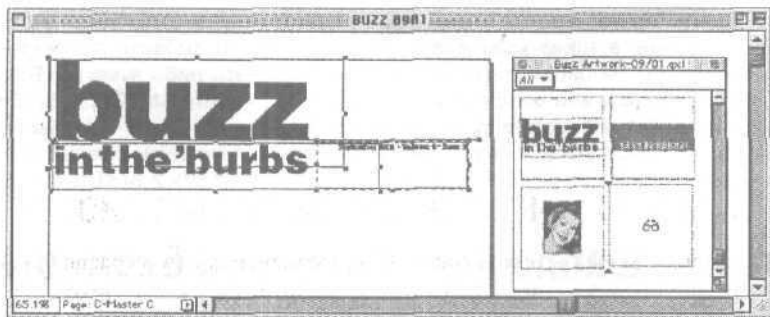 BUZZ 0901
buzz
in the 'burbs
Buzz Artwork-09/01.qxl
All
buzz
in the 'burbs
65.1%
Page: C-Master C